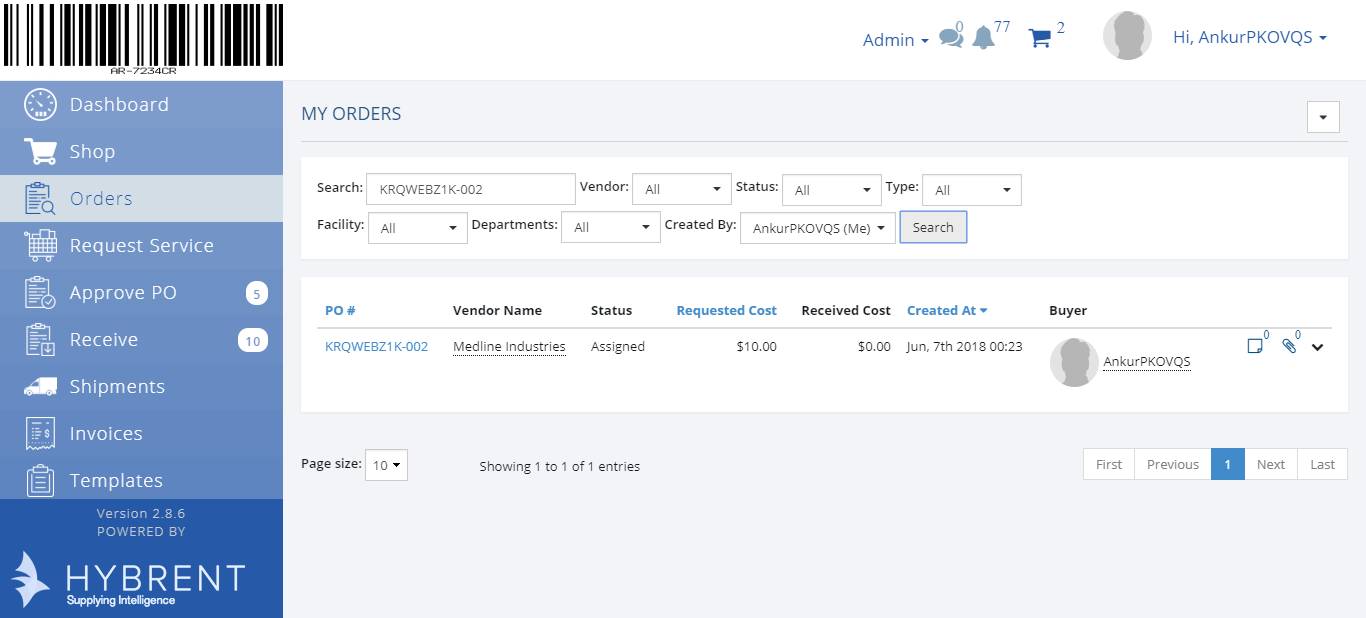 AR-7234CR
Admin 0 77 2 Hi, AnkurPKOVQS
Dashboard
Shop
Orders
Request Service
Approve PO 5
Receive 10
Shipments
Invoices
Templates
Version 2.8.6
POWERED BY
HYBRENT
Supplying Intelligence
MY ORDERS
Search: KRQWEBZ1K-002 Vendor: All Status: All Type: All
Facility: All Departments: All Created By: AnkurPKOVQS (Me) Search
PO # Vendor Name Status Requested Cost Received Cost Created At Buyer
KRQWEBZ1K-002 Medline Industries Assigned $10.00 $0.00 Jun, 7th 2018 00:23 AnkurPKOVQS 0 0
Page size: 10 Showing 1 to 1 of 1 entries First Previous 1 Next Last